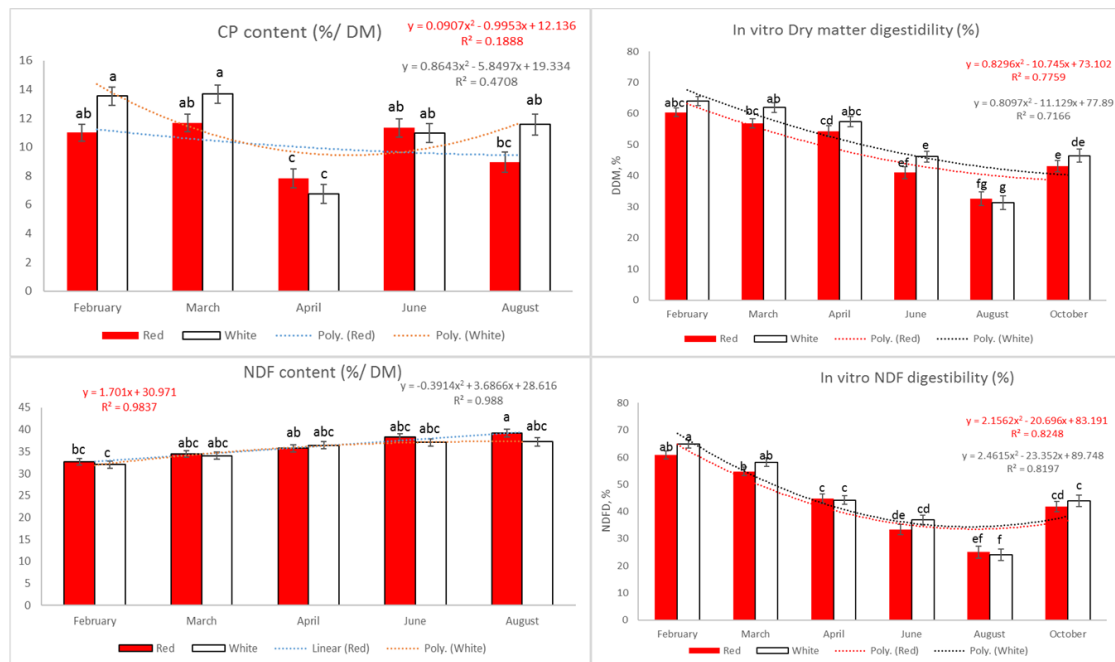 CP content (%/ DM)
y = 0.0907x² - 0.9953x + 12.136
R² = 0.1888
y = 0.8643x² - 5.8497x + 19.334
R² = 0.4708
16
14
12
10
8
6
4
2
0
ab
a
ab
a
c
c
ab
ab
bc
ab
February
March
April
June
August
Red
White
Poly. (Red)
Poly. (White)
In vitro Dry matter digestidility (%)
y = 0.8296x² - 10.745x + 73.102
R² = 0.7759
y = 0.8097x² - 11.129x + 77.89
R² = 0.7166
DDM, %
80
70
60
50
40
30
20
10
0
abc
a
abc
ab
cd
abc
ef
e
fg
g
e
de
February
March
April
June
August
October
Red
White
Poly. (Red)
Poly. (White)
NDF content (%/ DM)
y = 1.701x + 30.971
R² = 0.9837
y = -0.3914x² + 3.6866x + 28.616
R² = 0.988
45
40
35
30
25
20
15
10
5
0
bc
c
abc
abc
ab
abc
abc
abc
a
abc
February
March
April
June
August
Red
White
Linear (Red)
Poly. (White)
In vitro NDF digestibility (%)
y = 2.1562x² - 20.696x + 83.191
R² = 0.8248
y = 2.4615x² - 23.352x + 89.748
R² = 0.8197
NDFD, %
80
70
60
50
40
30
20
10
0
ab
a
b
ab
c
c
de
cd
ef
f
cd
c
February
March
April
June
August
October
Red
White
Poly. (Red)
Poly. (White)